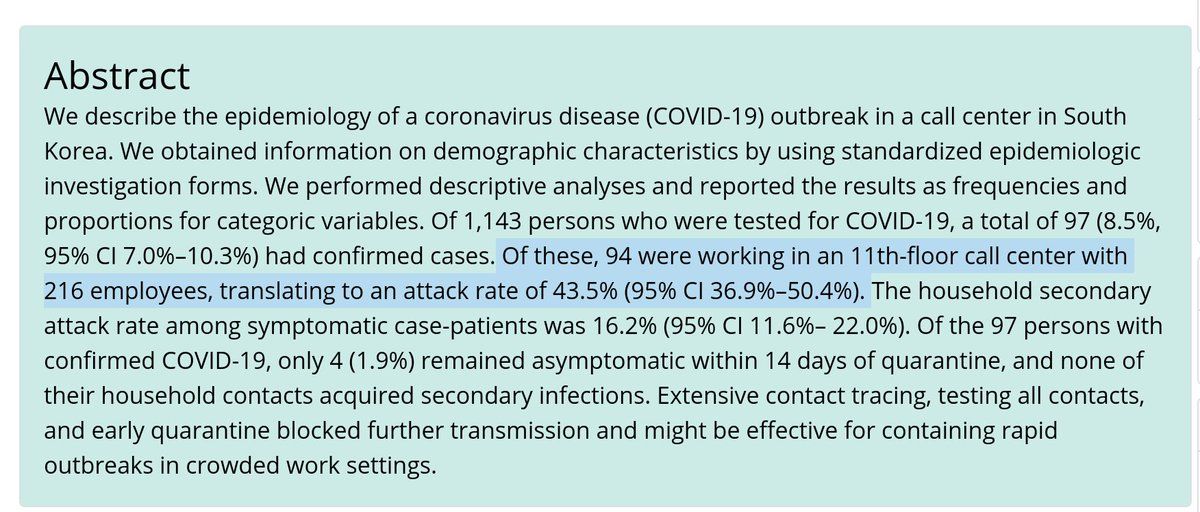 Abstract
We describe the epidemiology of a coronavirus disease (COVID-19) outbreak in a call center in South
Korea. We obtained information on demographic characteristics by using standardized epidemiologic
investigation forms. We performed descriptive analyses and reported the results as frequencies and
proportions for categoric variables. Of 1,143 persons who were tested for COVID-19, a total of 97 (8.5%,
95% CI 7.0%–10.3%) had confirmed cases. Of these, 94 were working in an 11th-floor call center with
216 employees, translating to an attack rate of 43.5% (95% CI 36.9%–50.4%). The household secondary
attack rate among symptomatic case-patients was 16.2% (95% CI 11.6%– 22.0%). Of the 97 persons with
confirmed COVID-19, only 4 (1.9%) remained asymptomatic within 14 days of quarantine, and none of
their household contacts acquired secondary infections. Extensive contact tracing, testing all contacts,
and early quarantine blocked further transmission and might be effective for containing rapid
outbreaks in crowded work settings.